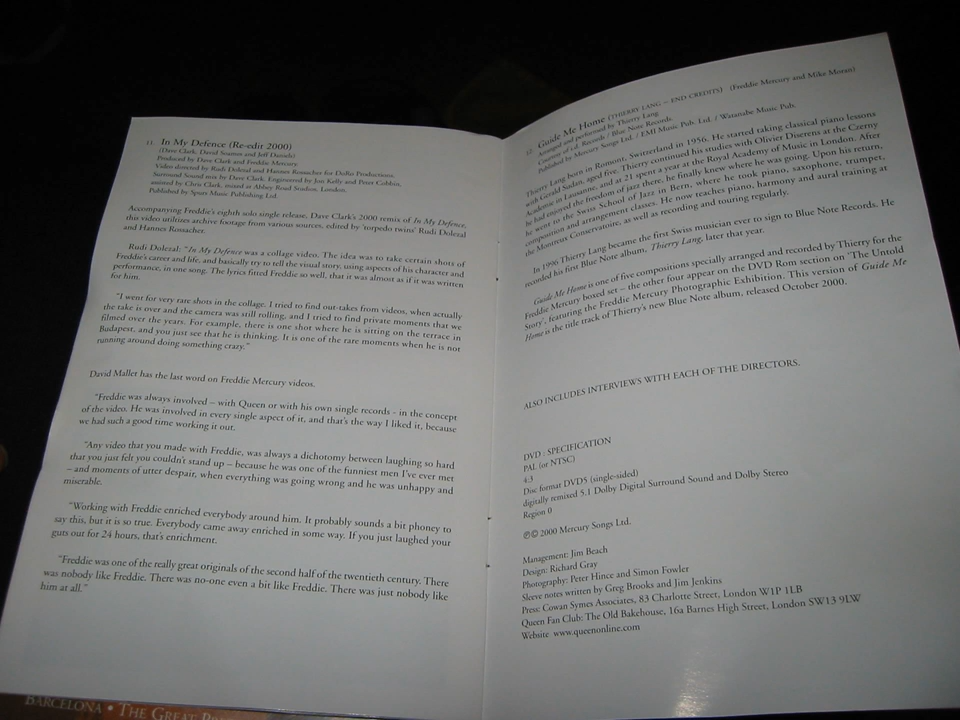 11 In My Defence (Re-edit 2000)
(Dave Clark, David Soames and Jeff Daniels)
Produced by Dave Clark and Freddie Mercury.
Video directed by Rudi Dolezal and Hannes Rossacher for DoRo Productions.
Surround Sound mix by Dave Clark. Engineered by Jon Kelly and Peter Cobbin,
assisted by Chris Clark, mixed at Abbey Road Studios, London.
Published by Spurs Music Publishing Ltd.
Accompanying Freddie's eighth solo single release, Dave Clark's 2000 remix of In My Defence,
this video utilizes archive footage from various sources, edited by 'torpedo twins' Rudi Dolezal
and Hannes Rossacher.
Rudi Dolezal: "In My Defence was a collage video. The idea was to take certain shots of
Freddie's career and life, and basically try to tell the visual story, using aspects of his character and
performance, in one song. The lyrics fitted Freddie so well, that it was almost as if it was written
for him.
"I went for very rare shots in the collage. I tried to find out-takes from videos, when actually
the take is over and the camera was still rolling, and I tried to find private moments that we
filmed over the years. For example, there is one shot where he is sitting on the terrace in
Budapest, and you just see that he is thinking. It is one of the rare moments when he is not
running around doing something crazy."
David Mallet has the last word on Freddie Mercury videos.
"Freddie was always involved – with Queen or with his own single records - in the concept
of the video. He was involved in every single aspect of it, and that's the way I liked it, because
we had such a good time working it out.
"Any video that you made with Freddie, was always a dichotomy between laughing so hard
that you just felt you couldn't stand up – because he was one of the funniest men I've ever met
– and moments of utter despair, when everything was going wrong and he was unhappy and
miserable.
"Working with Freddie enriched everybody around him. It probably sounds a bit phoney to
say this, but it is so true. Everybody came away enriched in some way. If you just laughed your
guts out for 24 hours, that's enrichment.
"Freddie was one of the really great originals of the second half of the twentieth century. There
was nobody like Freddie. There was no-one even a bit like Freddie. There was just nobody like
him at all."
12 Guide Me Home (THIERRY LANG – END CREDITS) (Freddie Mercury and Mike Moran)
Arranged and performed by Thierry Lang
Courtesy of i.d. Records / Blue Note Records.
Published by Mercury Songs Ltd / EMI Music Pub. Ltd. / Watanabe Music Pub.
Thierry Lang born in Romont, Switzerland in 1956. He started taking classical piano lessons
with Gerald Sudan, aged five. Thierry continued his studies with Olivier Diserens at the Czerny
Academie in Lausanne, and at 21 spent a year at the Royal Academy of Music in London. After
he had enjoyed the freedom of jazz there, he finally knew where he was going. Upon his return,
he went to the Swiss School of Jazz in Bern, where he took piano, saxophone, trumpet,
composition and arrangement classes. He now teaches piano, harmony and aural training at
the Montreux Conservatoire, as well as recording and touring regularly.
In 1996 Thierry Lang became the first Swiss musician ever to sign to Blue Note Records. He
recorded his first Blue Note album, Thierry Lang, later that year.
Guide Me Home is one of five compositions specially arranged and recorded by Thierry for the
Freddie Mercury boxed set – the other four appear on the DVD Rom section on 'The Untold
Story', featuring the Freddie Mercury Photographic Exhibition. This version of Guide Me
Home is the title track of Thierry's new Blue Note album, released October 2000.
ALSO INCLUDES INTERVIEWS WITH EACH OF THE DIRECTORS.
DVD : SPECIFICATION
PAL (or NTSC)
4:3
Disc format DVD5 (single-sided)
digitally remixed 5.1 Dolby Digital Surround Sound and Dolby Stereo
Region 0
℗© 2000 Mercury Songs Ltd.
Management: Jim Beach
Design: Richard Gray
Photography: Peter Hince and Simon Fowler
Sleeve notes written by Greg Brooks and Jim Jenkins
Press: Cowan Symes Associates, 83 Charlotte Street, London W1P 1LB
Queen Fan Club: The Old Bakehouse, 16a Barnes High Street, London SW13 9LW
Website www.queenonline.com
BARCELONA • THE GREAT